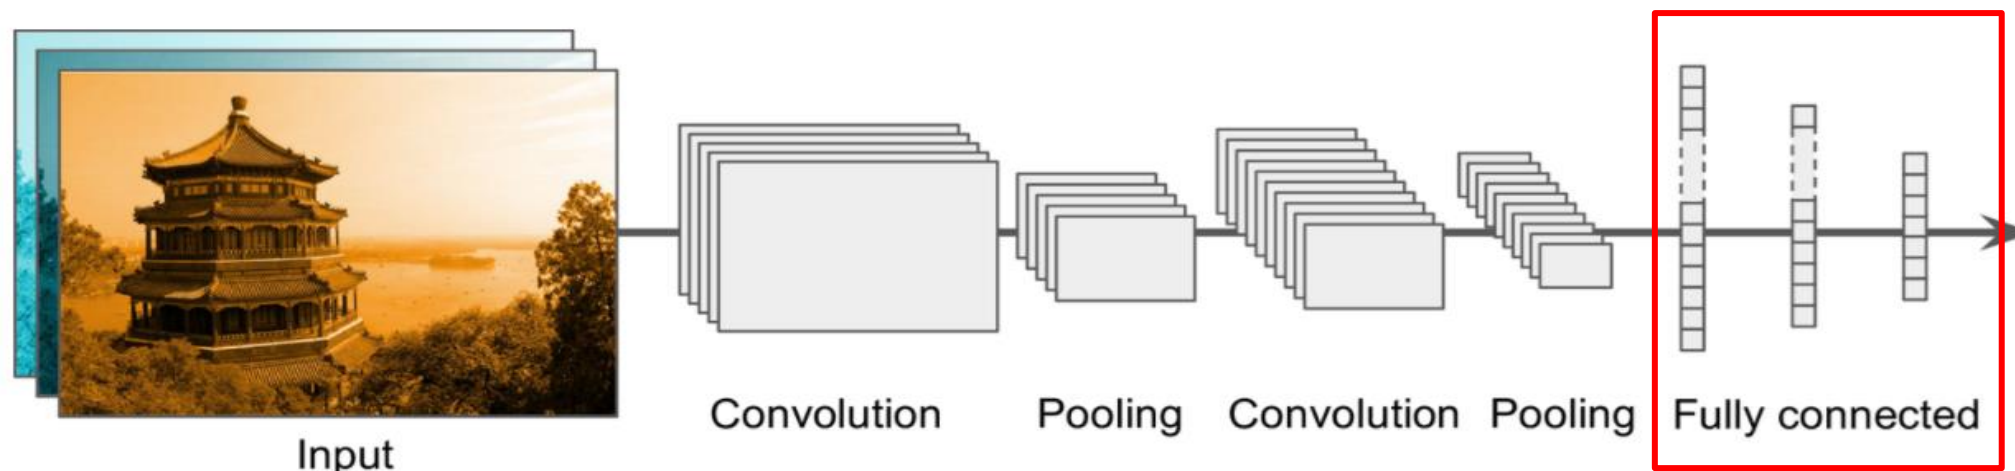 Input
Convolution
Pooling
Convolution
Pooling
Fully connected